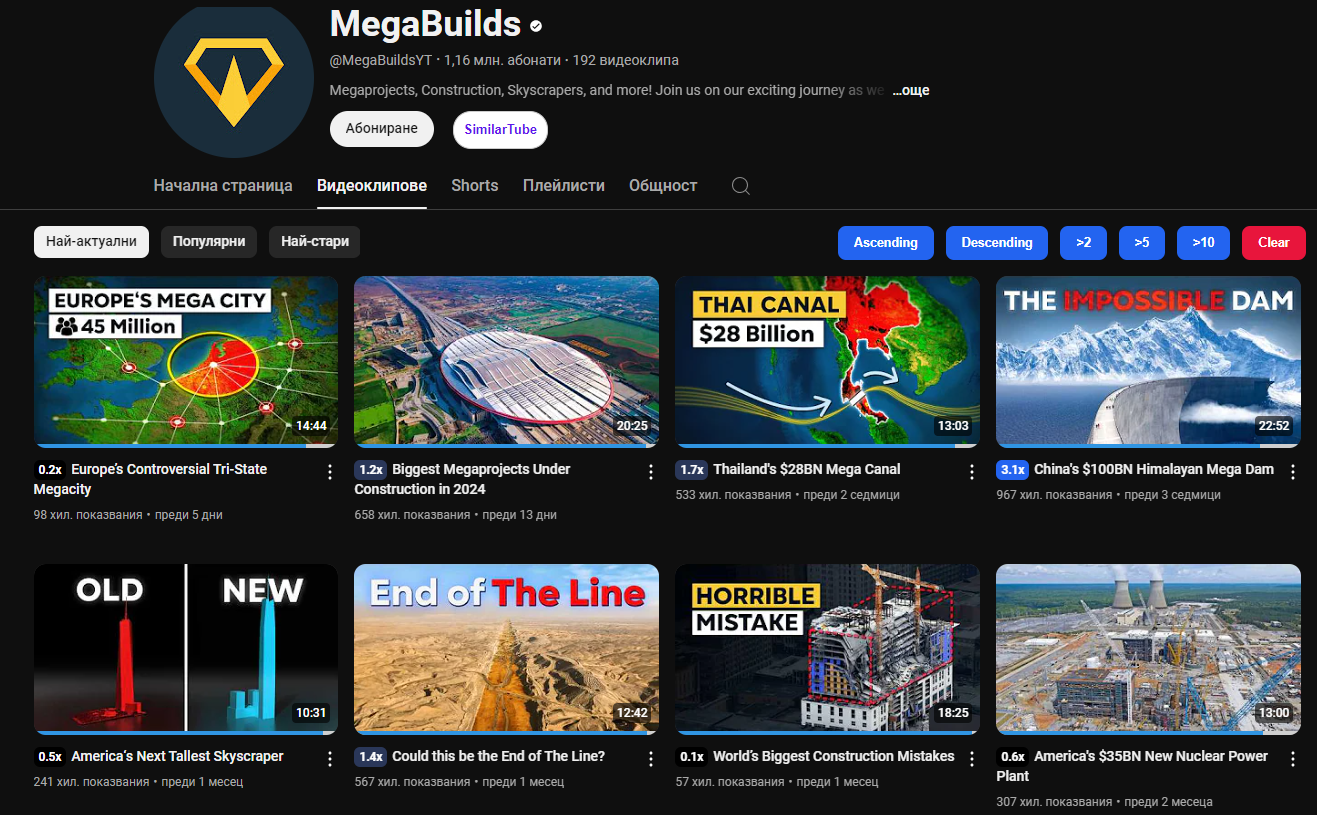 MegaBuilds
@MegaBuildsYT · 1,16 млн. абонати · 192 видеоклипа
Megaprojects, Construction, Skyscrapers, and more! Join us on our exciting journey as we ...още
Абониране
SimilarTube
Начална страница Видеоклипове Shorts Плейлисти Общност
Най-актуални Популярни Най-стари
Ascending Descending >2 >5 >10 Clear
EUROPE'S MEGA CITY
45 Million
14:44
20:25
THAI CANAL
$28 Billion
13:03
THE IMPOSSIBLE DAM
22:52
0.2x Europe's Controversial Tri-State
Megacity
98 хил. показвания • преди 5 дни
1.2x Biggest Megaprojects Under
Construction in 2024
658 хил. показвания • преди 13 дни
1.7x Thailand's $28BN Mega Canal
533 хил. показвания • преди 2 седмици
3.1x China's $100BN Himalayan Mega Dam
967 хил. показвания • преди 3 седмици
OLD NEW
10:31
End of The Line
12:42
HORRIBLE
MISTAKE
18:25
13:00
0.5x America's Next Tallest Skyscraper
241 хил. показвания • преди 1 месец
1.4x Could this be the End of The Line?
567 хил. показвания • преди 1 месец
0.1x World's Biggest Construction Mistakes
57 хил. показвания • преди 1 месец
0.6x America's $35BN New Nuclear Power
Plant
307 хил. показвания • преди 2 месеца